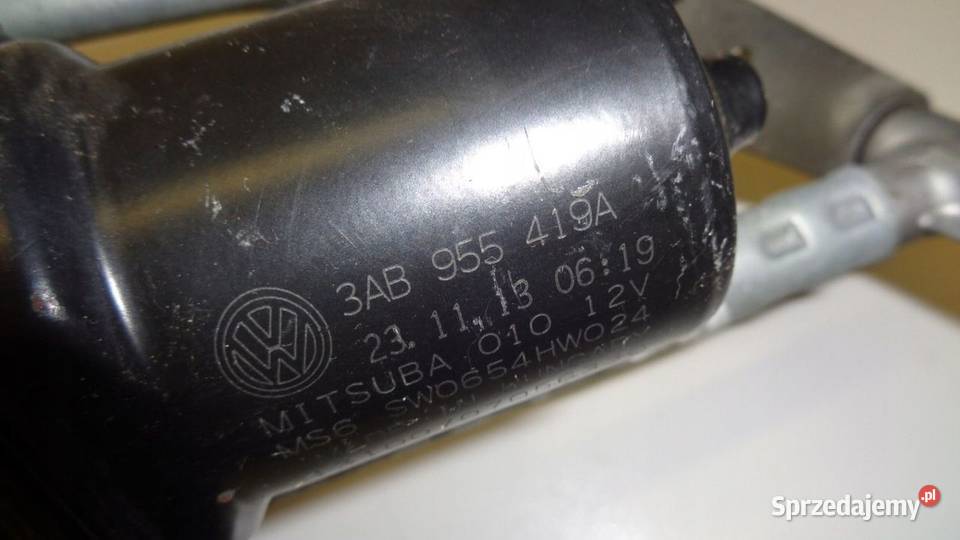 3AB 955 419A
23.11.13 06:19
MITSUBA 010 12V
MS6 SW0654HW024
Sprzedajemy.pl